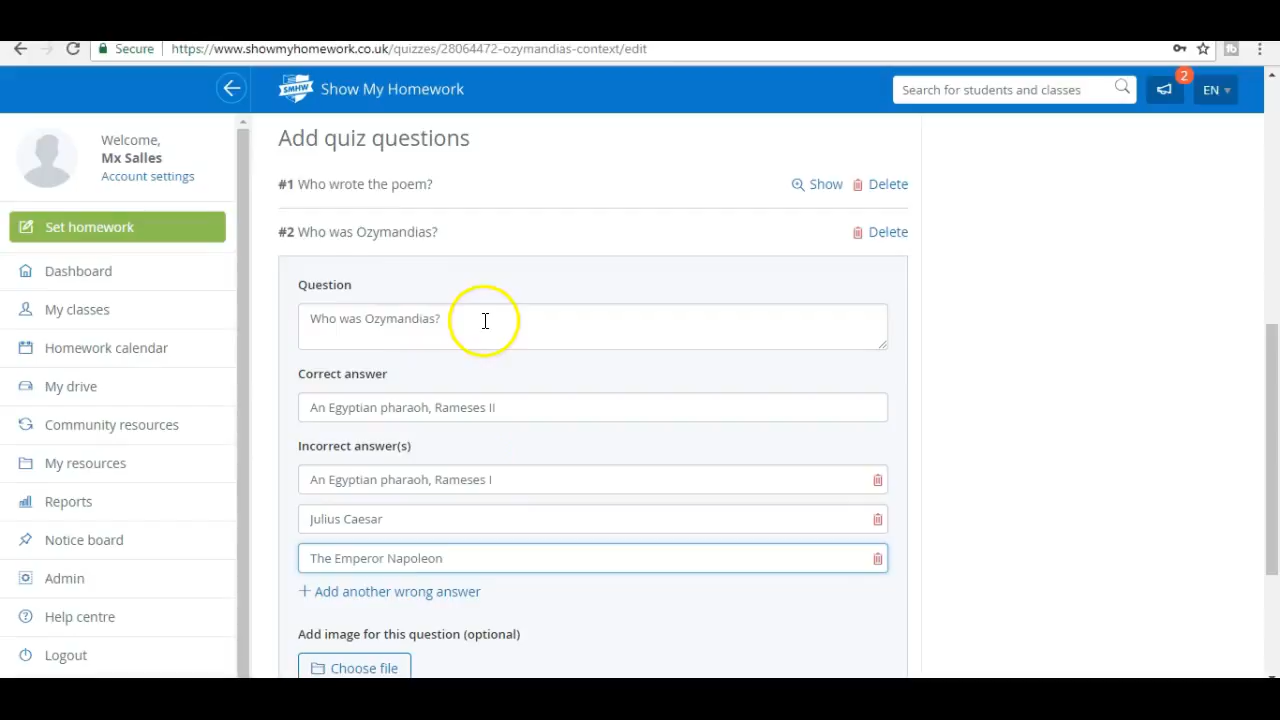 Secure https://www.showmyhomework.co.uk/quizzes/28064472-ozymandias-context/edit
SMHW Show My Homework
Search for students and classes
2
EN
Welcome,
Mx Salles
Account settings
Set homework
Dashboard
My classes
Homework calendar
My drive
Community resources
My resources
Reports
Notice board
Admin
Help centre
Logout
Add quiz questions
#1 Who wrote the poem? Show Delete
#2 Who was Ozymandias? Delete
Question
Who was Ozymandias?
Correct answer
An Egyptian pharaoh, Rameses II
Incorrect answer(s)
An Egyptian pharaoh, Rameses I
Julius Caesar
The Emperor Napoleon
+ Add another wrong answer
Add image for this question (optional)
Choose file